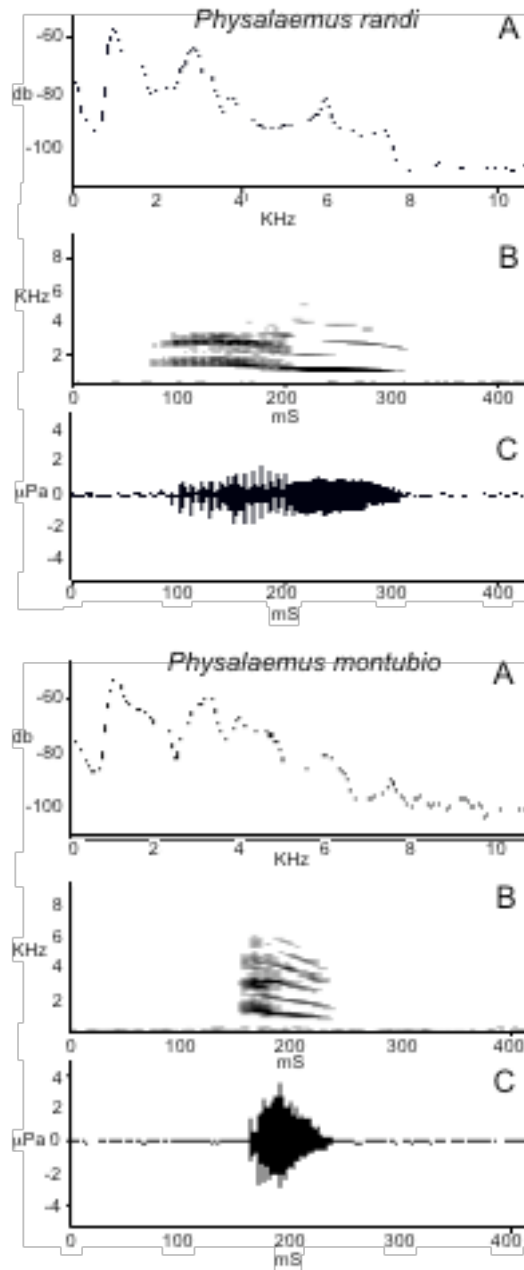 Physalaemus randi
A
-60
db -80
-100
0 2 4 6 8 10
KHz
B
8
KHz 6
4
2
0 100 200 300 400
mS
C
4
2
µPa 0
-2
-4
0 100 200 300 400
mS
Physalaemus montubio
A
-60
db
-80
-100
0 2 4 6 8 10
KHz
B
8
KHz 6
4
2
0 100 200 300 400
mS
C
4
2
µPa 0
-2
-4
0 100 200 300 400
mS